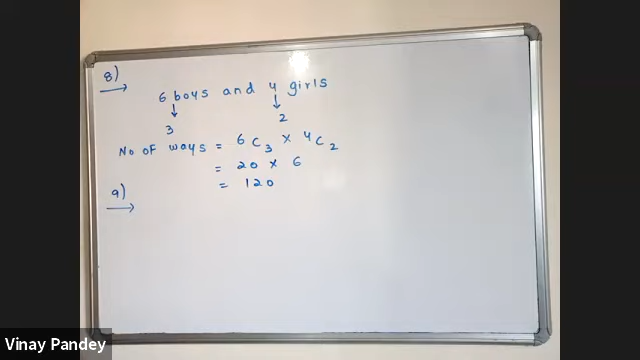 8)
6 boys and 4 girls
3 2
No of ways = 6C3 x 4C2
= 20 x 6
= 120
9)
Vinay Pandey